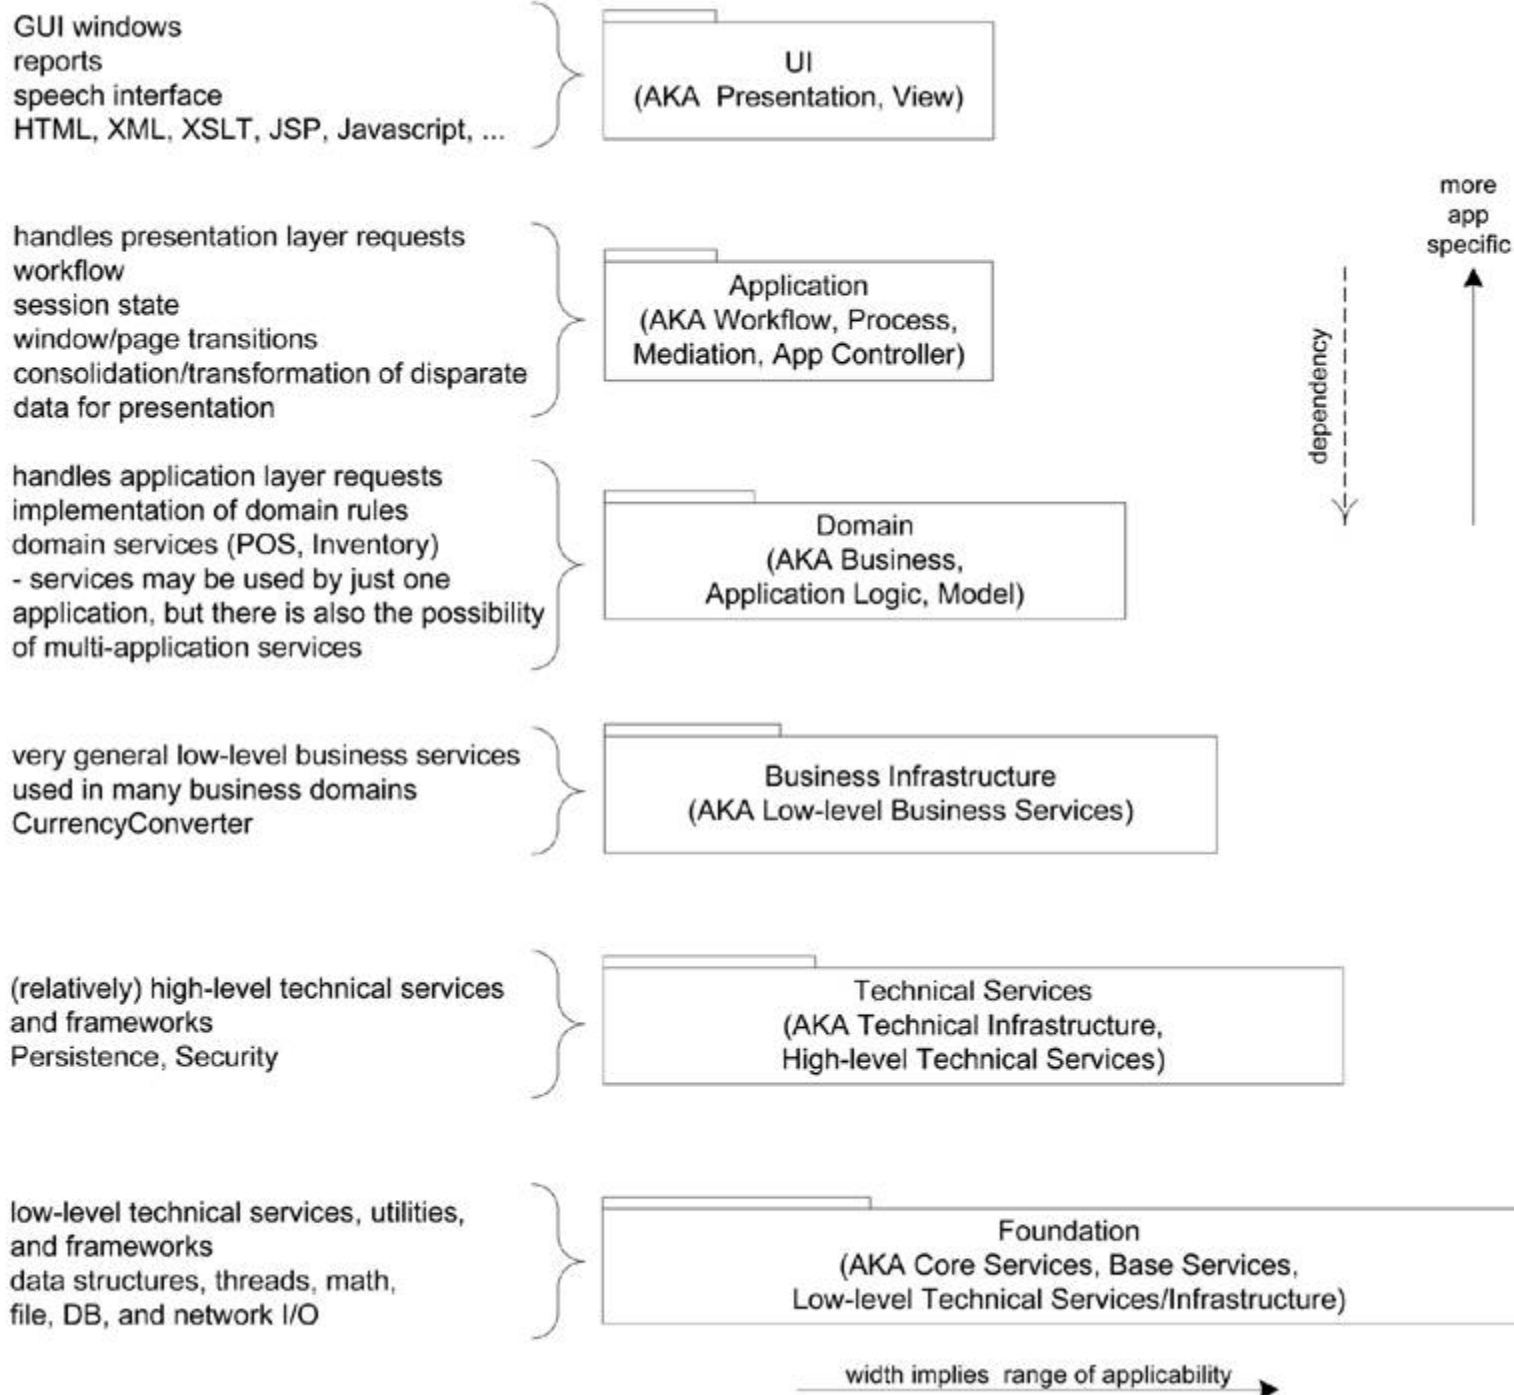 GUI windows
reports
speech interface
HTML, XML, XSLT, JSP, Javascript, ...
UI
(AKA Presentation, View)
more
app
specific
handles presentation layer requests
workflow
session state
window/page transitions
consolidation/transformation of disparate
data for presentation
Application
(AKA Workflow, Process,
Mediation, App Controller)
dependency
handles application layer requests
implementation of domain rules
domain services (POS, Inventory)
- services may be used by just one
application, but there is also the possibility
of multi-application services
Domain
(AKA Business,
Application Logic, Model)
very general low-level business services
used in many business domains
CurrencyConverter
Business Infrastructure
(AKA Low-level Business Services)
(relatively) high-level technical services
and frameworks
Persistence, Security
Technical Services
(AKA Technical Infrastructure,
High-level Technical Services)
low-level technical services, utilities,
and frameworks
data structures, threads, math,
file, DB, and network I/O
Foundation
(AKA Core Services, Base Services,
Low-level Technical Services/Infrastructure)
width implies range of applicability